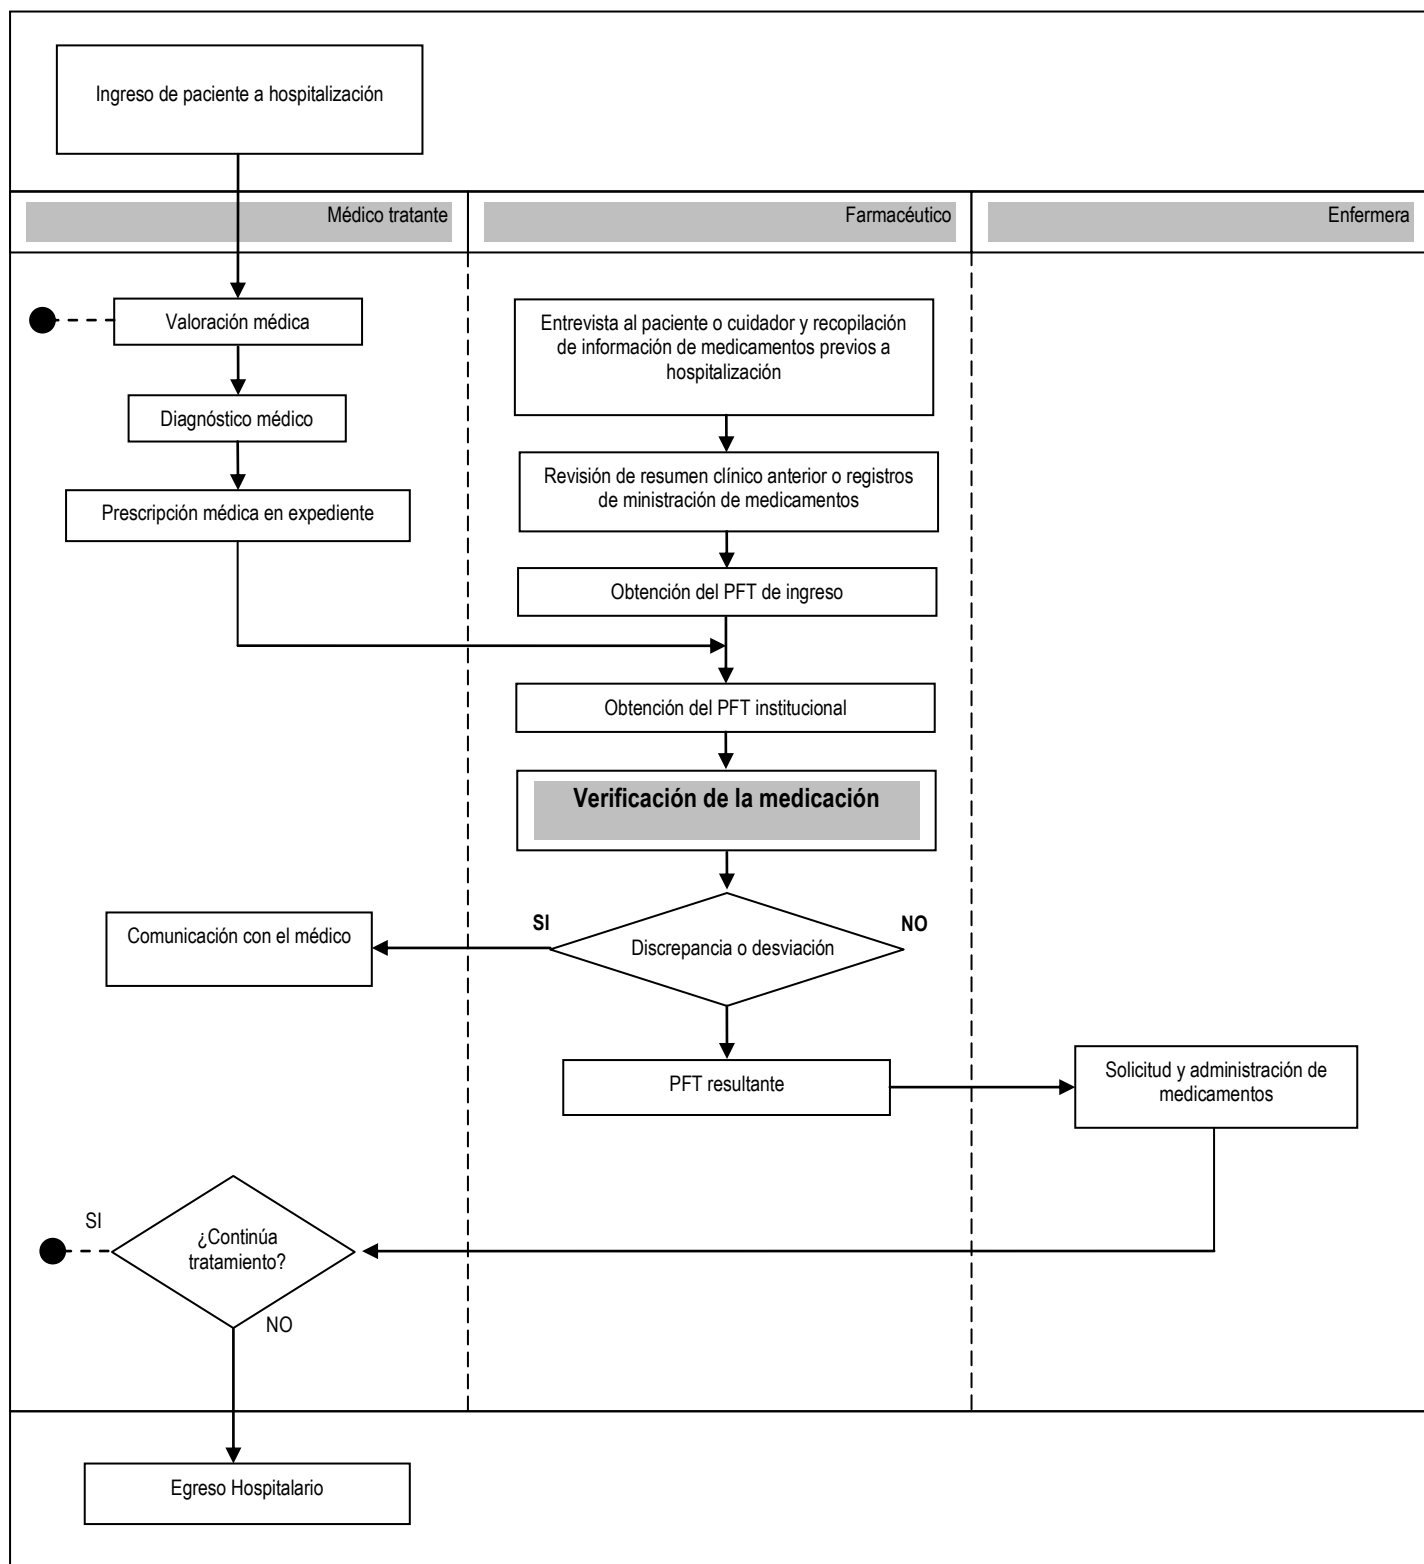 Ingreso de paciente a hospitalización
Médico tratante
Farmacéutico
Enfermera
Valoración médica
Diagnóstico médico
Prescripción médica en expediente
Entrevista al paciente o cuidador y recopilación
de información de medicamentos previos a
hospitalización
Revisión de resumen clínico anterior o registros
de ministración de medicamentos
Obtención del PFT de ingreso
Obtención del PFT institucional
Verificación de la medicación
SI
NO
Discrepancia o desviación
Comunicación con el médico
PFT resultante
Solicitud y administración de
medicamentos
SI
¿Continúa
tratamiento?
NO
Egreso Hospitalario